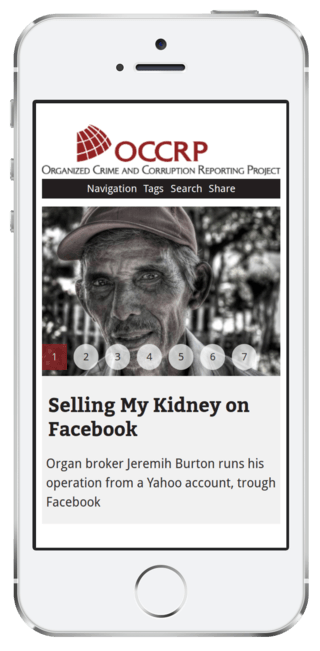 OCCRP
ORGANIZED CRIME AND CORRUPTION REPORTING PROJECT
Navigation Tags Search Share
1 2 3 4 5 6 7
Selling My Kidney on
Facebook
Organ broker Jeremih Burton runs his
operation from a Yahoo account, trough
Facebook